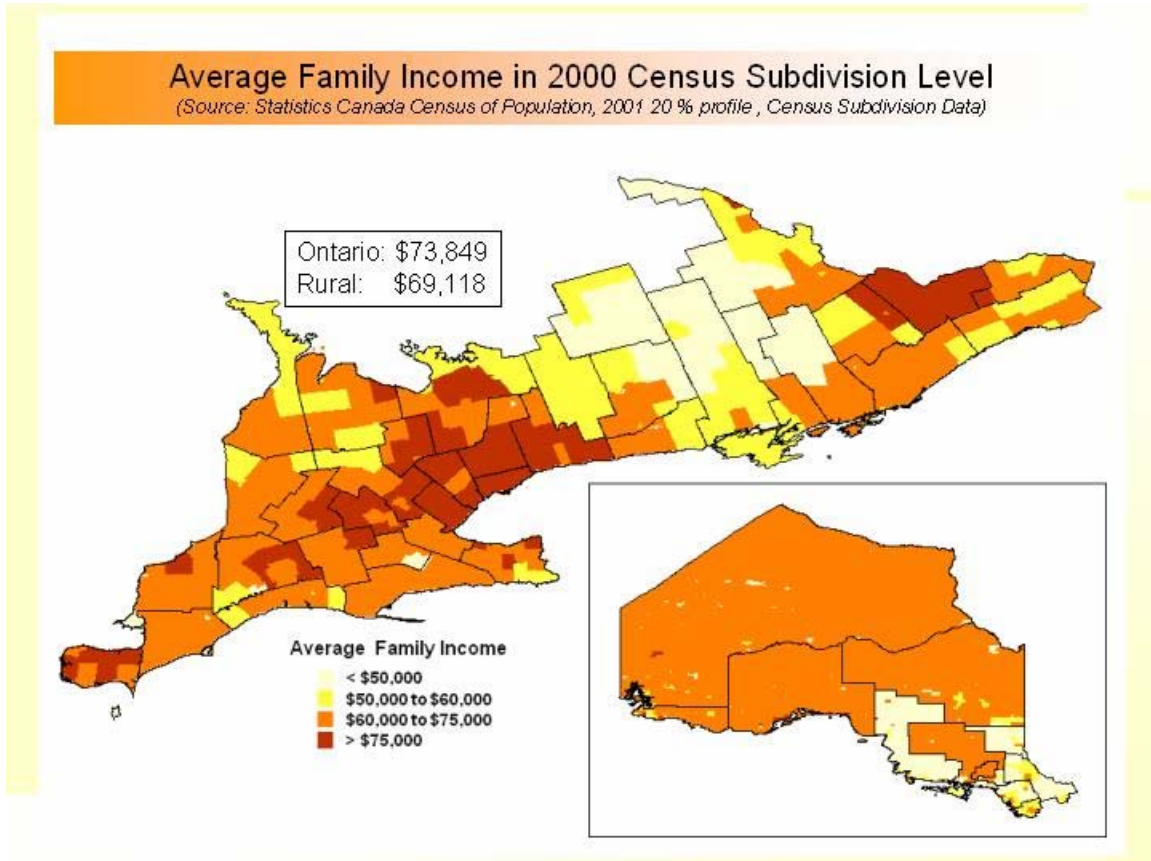 Average Family Income in 2000 Census Subdivision Level
(Source: Statistics Canada Census of Population, 2001 20 % profile , Census Subdivision Data)
Ontario: $73,849
Rural: $69,118
Average Family Income
< $50,000
$50,000 to $60,000
$60,000 to $75,000
> $75,000